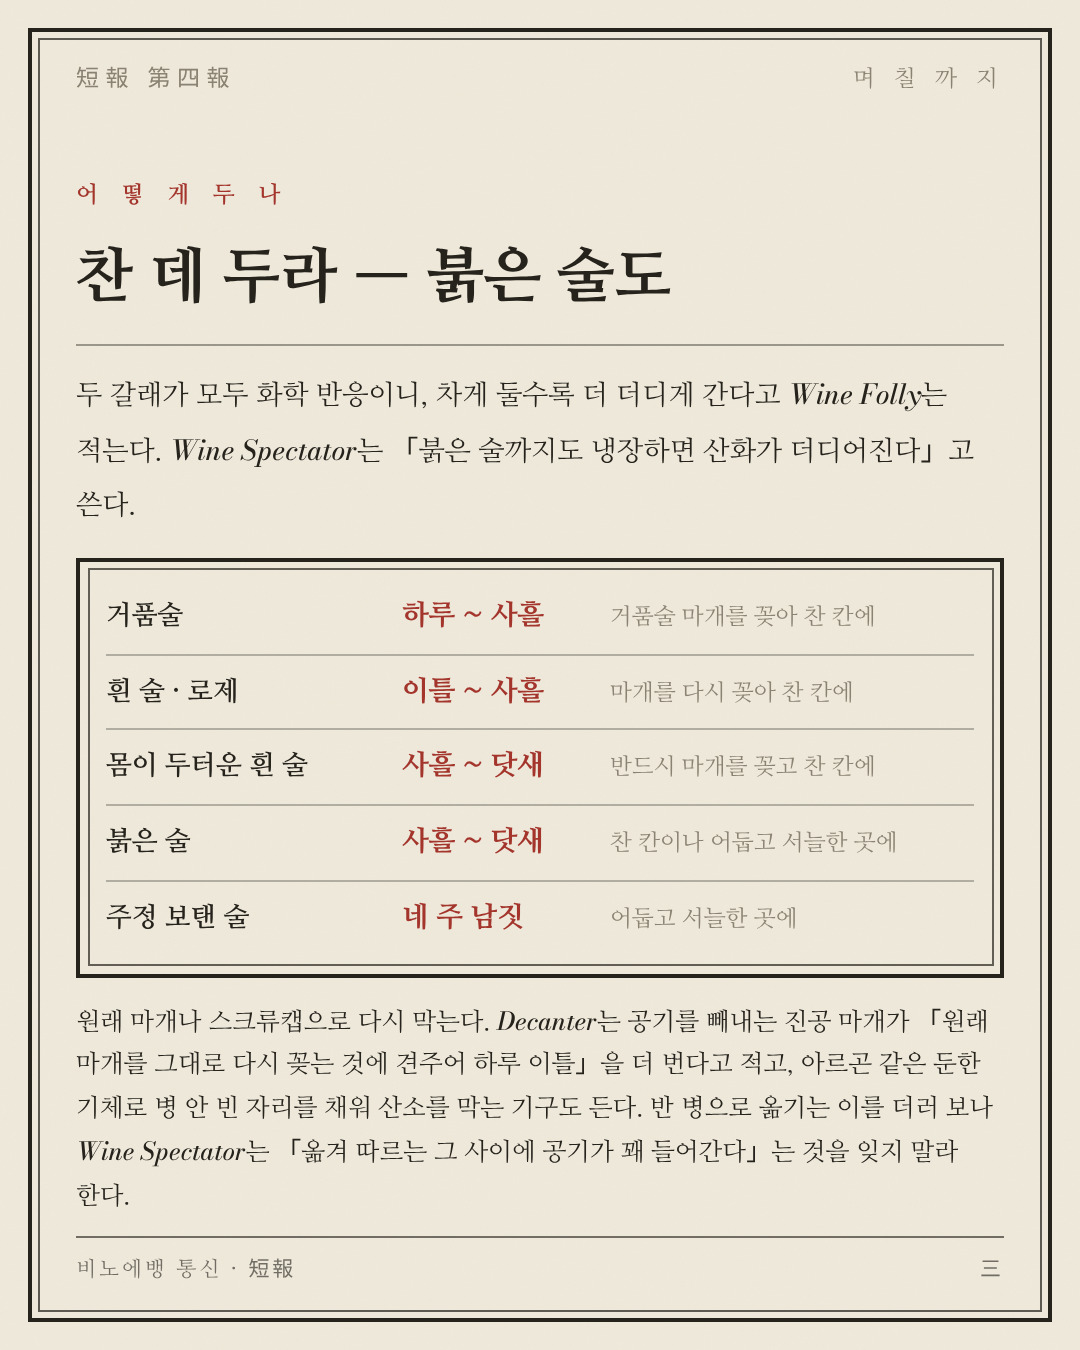 短報 第四報
며칠까지
어떻게두나
찬 데 두라 — 붉은 술도
두 갈래가 모두 화학 반응이니, 차게 둘수록 더 더디게 간다고 Wine Folly는
적는다. Wine Spectator는 「붉은 술까지도 냉장하면 산화가 더디어진다」고
쓴다.
거품술 하루 ~ 사흘 거품술 마개를 꽂아 찬 칸에
흰 술 · 로제 이틀 ~ 사흘 마개를 다시 꽂아 찬 칸에
몸이 두터운 흰 술 사흘 ~ 닷새 반드시 마개를 꽂고 찬 칸에
붉은 술 사흘 ~ 닷새 찬 칸이나 어둡고 서늘한 곳에
주정 보탠 술 네 주 남짓 어둡고 서늘한 곳에
원래 마개나 스크류캡으로 다시 막는다. Decanter는 공기를 빼내는 진공 마개가 「원래
마개를 그대로 다시 꽂는 것에 견주어 하루 이틀」을 더 번다고 적고, 아르곤 같은 둔한
기체로 병 안 빈 자리를 채워 산소를 막는 기구도 든다. 반 병으로 옮기는 이를 더러 보나
Wine Spectator는 「옮겨 따르는 그 사이에 공기가 꽤 들어간다」는 것을 잊지 말라
한다.
비노에뱅 통신 · 短報
三